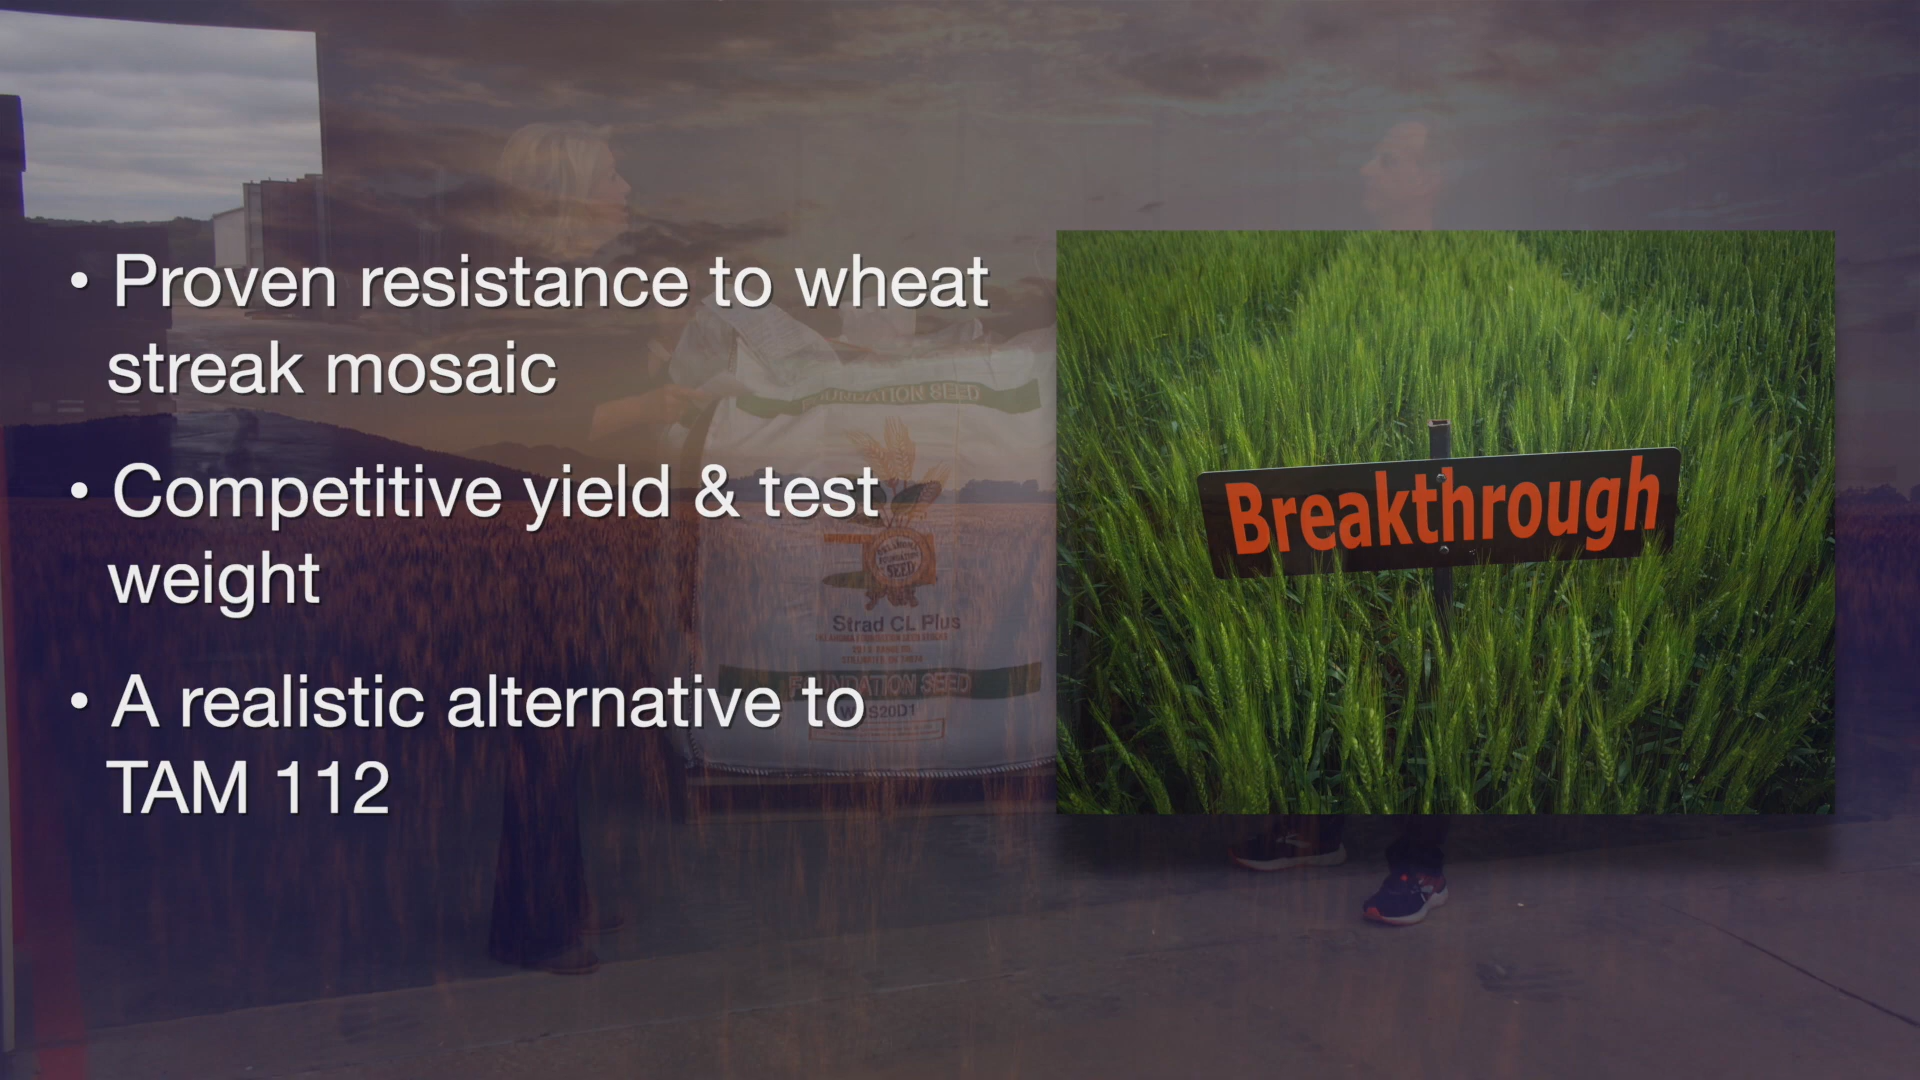 • Proven resistance to wheat
streak mosaic
• Competitive yield & test
weight
• A realistic alternative to
TAM 112
Breakthrough
FOUNDATION SEED
SEED
Strad CL Plus
FOUNDATION SEED